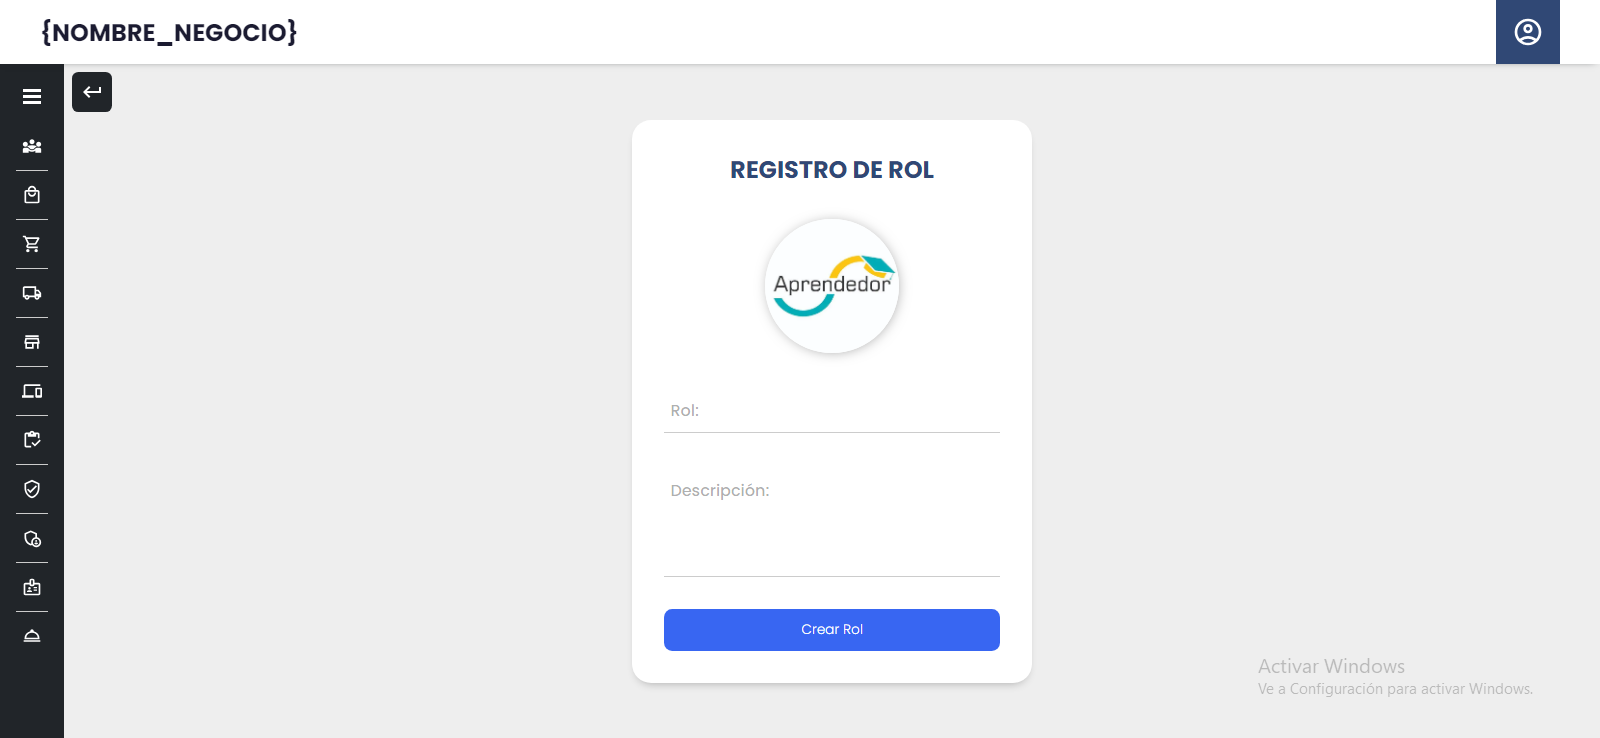 {NOMBRE_NEGOCIO}
REGISTRO DE ROL
Aprendedor
Rol:
Descripción:
Crear Rol
Activar Windows
Ve a Configuración para activar Windows.